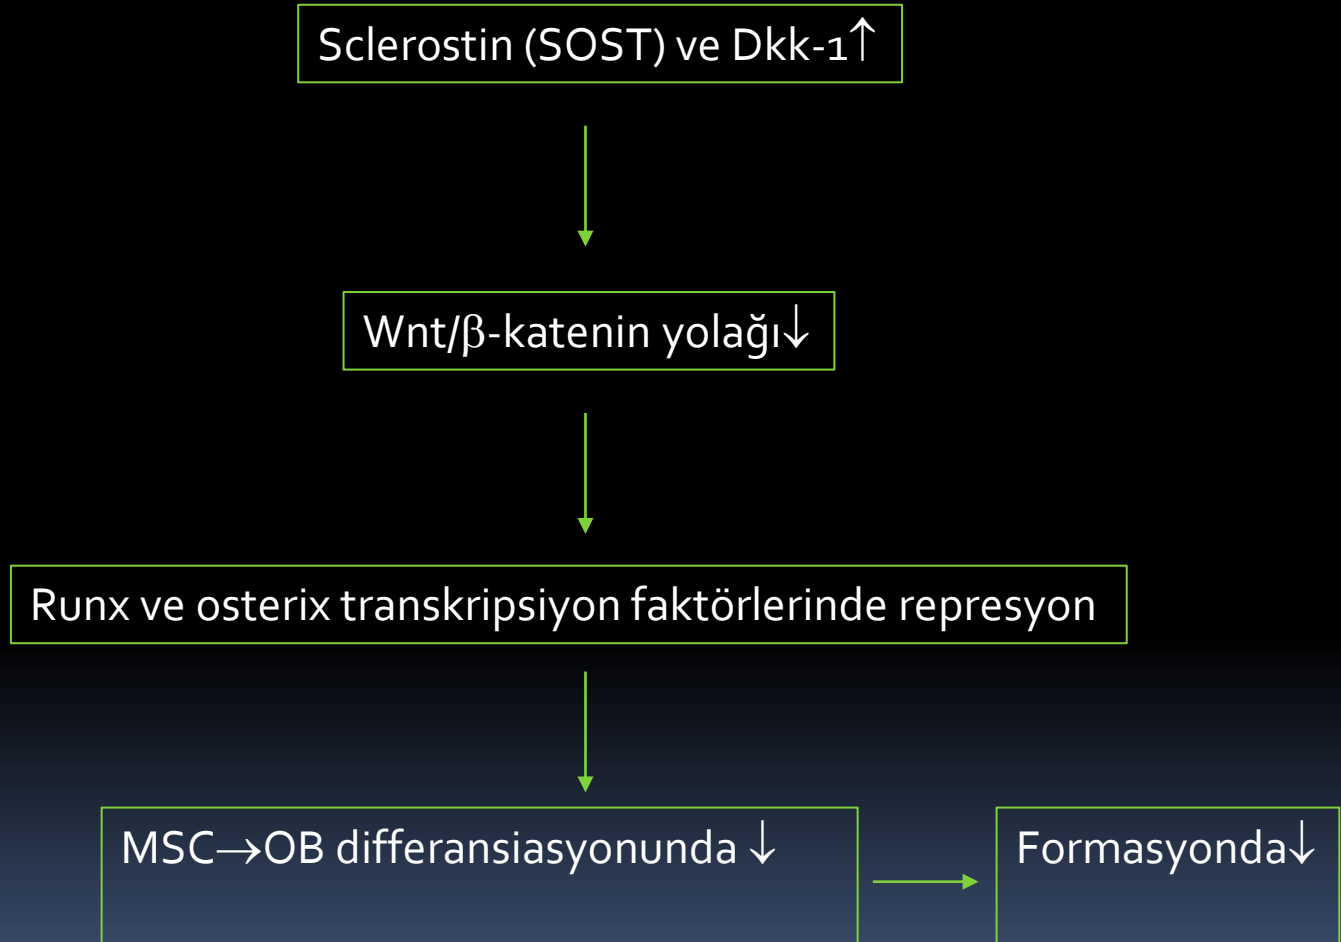 Sclerostin (SOST) ve Dkk-1↑
Wnt/β-katenin yolağı↓
Runx ve osterix transkripsiyon faktörlerinde represyon
MSC→OB differansiasyonunda ↓
Formasyonda↓